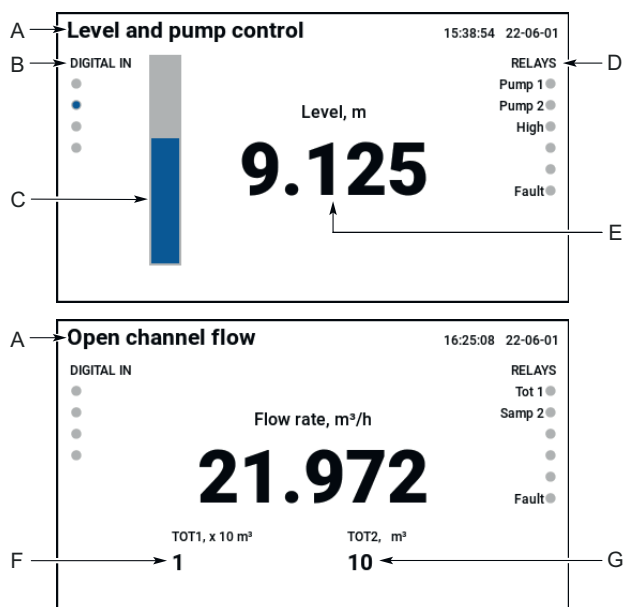 A Level and pump control 15:38:54 22-06-01
B DIGITAL IN RELAYS D
Pump 1
Level, m Pump 2
High
9.125
C Fault
E
A Open channel flow 16:25:08 22-06-01
DIGITAL IN RELAYS
Tot 1
Flow rate, m³/h Samp 2
21.972
Fault
TOT1, x 10 m³ TOT2, m³
F 1 10 G